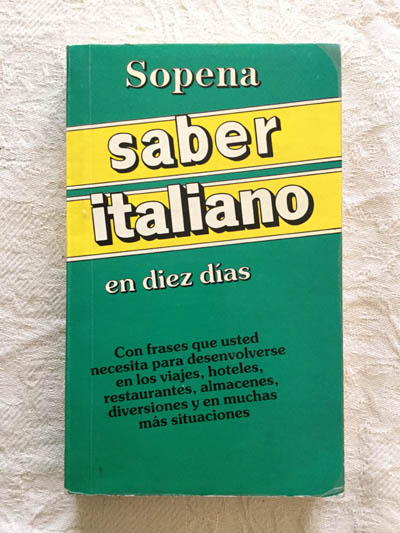 Sopena
saber
italiano
en diez días
Con frases que usted
necesita para desenvolverse
en los viajes, hoteles,
restaurantes, almacenes,
diversiones y en muchas
más situaciones